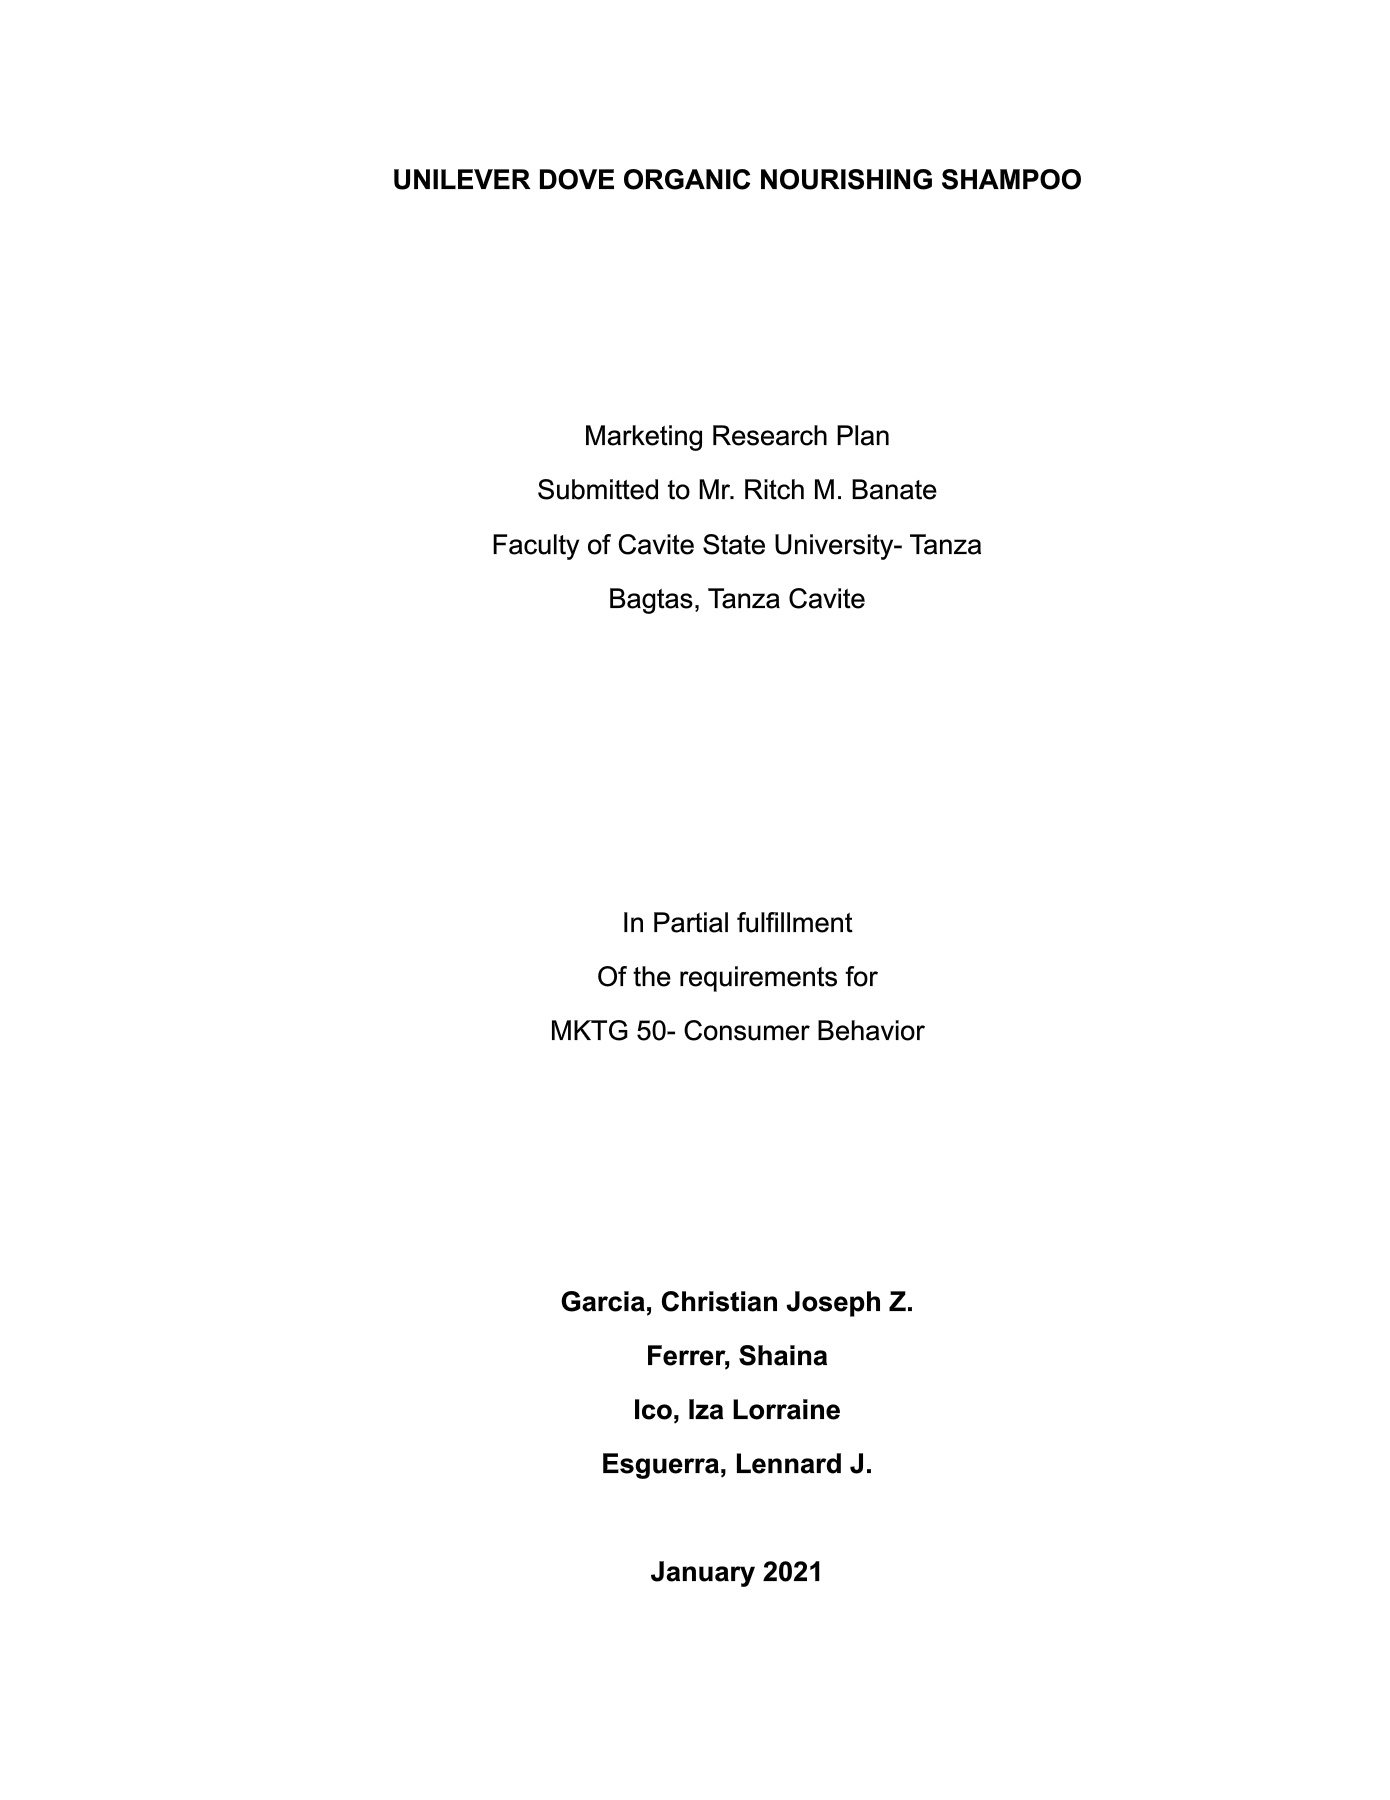 UNILEVER DOVE ORGANIC NOURISHING SHAMPOO
Marketing Research Plan
Submitted to Mr. Ritch M. Banate
Faculty of Cavite State University- Tanza
Bagtas, Tanza Cavite
In Partial fulfillment
Of the requirements for
MKTG 50- Consumer Behavior
Garcia, Christian Joseph Z.
Ferrer, Shaina
Ico, Iza Lorraine
Esguerra, Lennard J.
January 2021